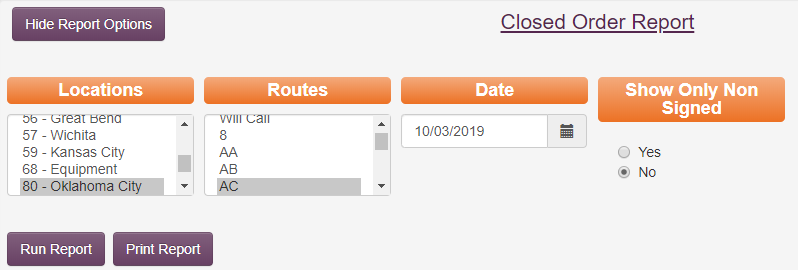 Hide Report Options
Closed Order Report
Locations
56 - Great Bend
57 - Wichita
59 - Kansas City
68 - Equipment
80 - Oklahoma City
Routes
Will Call
8
AA
AB
AC
Date
10/03/2019
Show Only Non
Signed
Yes
No
Run Report
Print Report